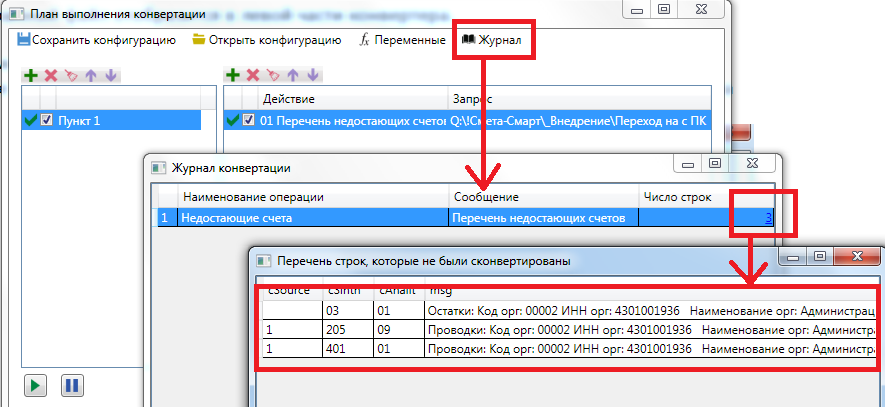 План выполнения конвертации
Сохранить конфигурацию Открыть конфигурацию fx Переменные Журнал
Действие Запрос
Пункт 1 01 Перечень недостающих счетов Q:\!Смета-Смарт\_Внедрение\Переход на с ПК
Журнал конвертации
Наименование операции Сообщение Число строк
1 Недостающие счета Перечень недостающих счетов 3
Перечень строк, которые не были сконвертированы
cSource cSinth cAnalit msg
03 01 Остатки: Код орг: 00002 ИНН орг: 4301001936 Наименование орг: Администрац
1 205 09 Проводки: Код орг: 00002 ИНН орг: 4301001936 Наименование орг: Администра
1 401 01 Проводки: Код орг: 00002 ИНН орг: 4301001936 Наименование орг: Администра